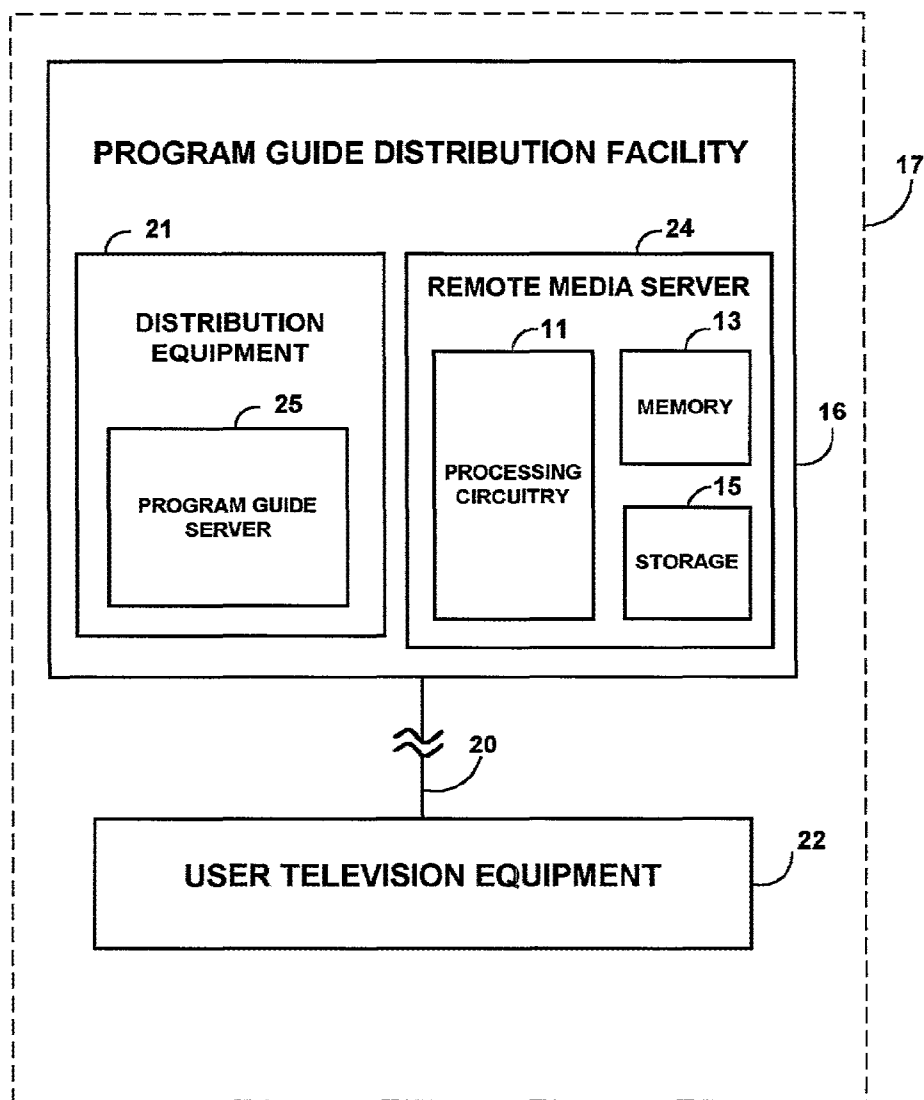 PROGRAM GUIDE DISTRIBUTION FACILITY
17
21
24
DISTRIBUTION
EQUIPMENT
REMOTE MEDIA SERVER
11
13
25
MEMORY
16
PROGRAM GUIDE
SERVER
PROCESSING
CIRCUITRY
15
STORAGE
20
USER TELEVISION EQUIPMENT
22